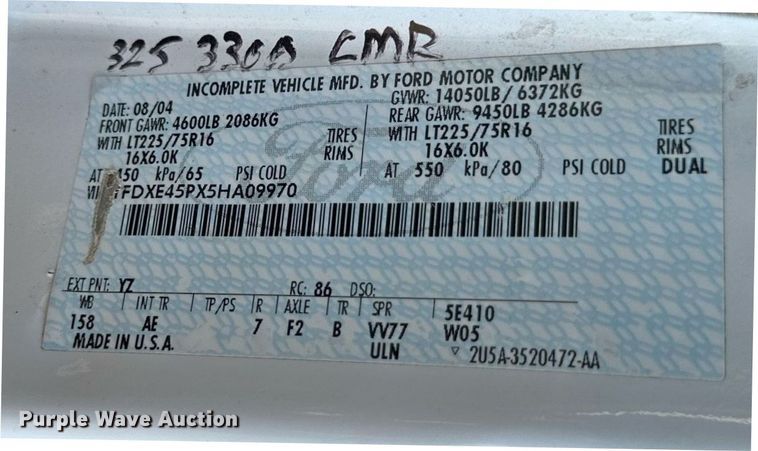 325 330A CMR
INCOMPLETE VEHICLE MFD. BY FORD MOTOR COMPANY
DATE: 08/04 GVWR: 14050LB/ 6372KG
FRONT GAWR: 4600LB 2086KG REAR GAWR: 9450LB 4286KG
WITH LT225/75R16 TIRES WITH LT225/75R16 TIRES
16X6.0K RIMS 16X6.0K RIMS
AT 450 kPa/65 PSI COLD AT 550 kPa/80 PSI COLD DUAL
FDXE45PX5HA09970
Ford
EXT PNT: YZ RC: 86 DSO:
WB INT TR TP/PS R AXLE TR SPR 5E410
158 AE 7 F2 B VV77 W05
MADE IN U.S.A. ULN ▽ 2U5A-3520472-AA
Purple Wave Auction